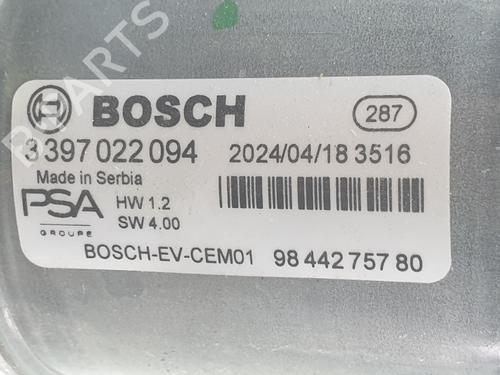 PARTS
BOSCH
287
3 397 022 094 2024/04/18 3516
Made in Serbia
PSA HW 1.2
GROUPE SW 4.00
BOSCH-EV-CEM01 98 442 757 80